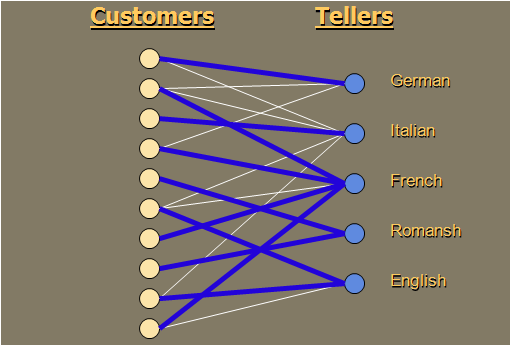 Customers Tellers
German
Italian
French
Romansh
English